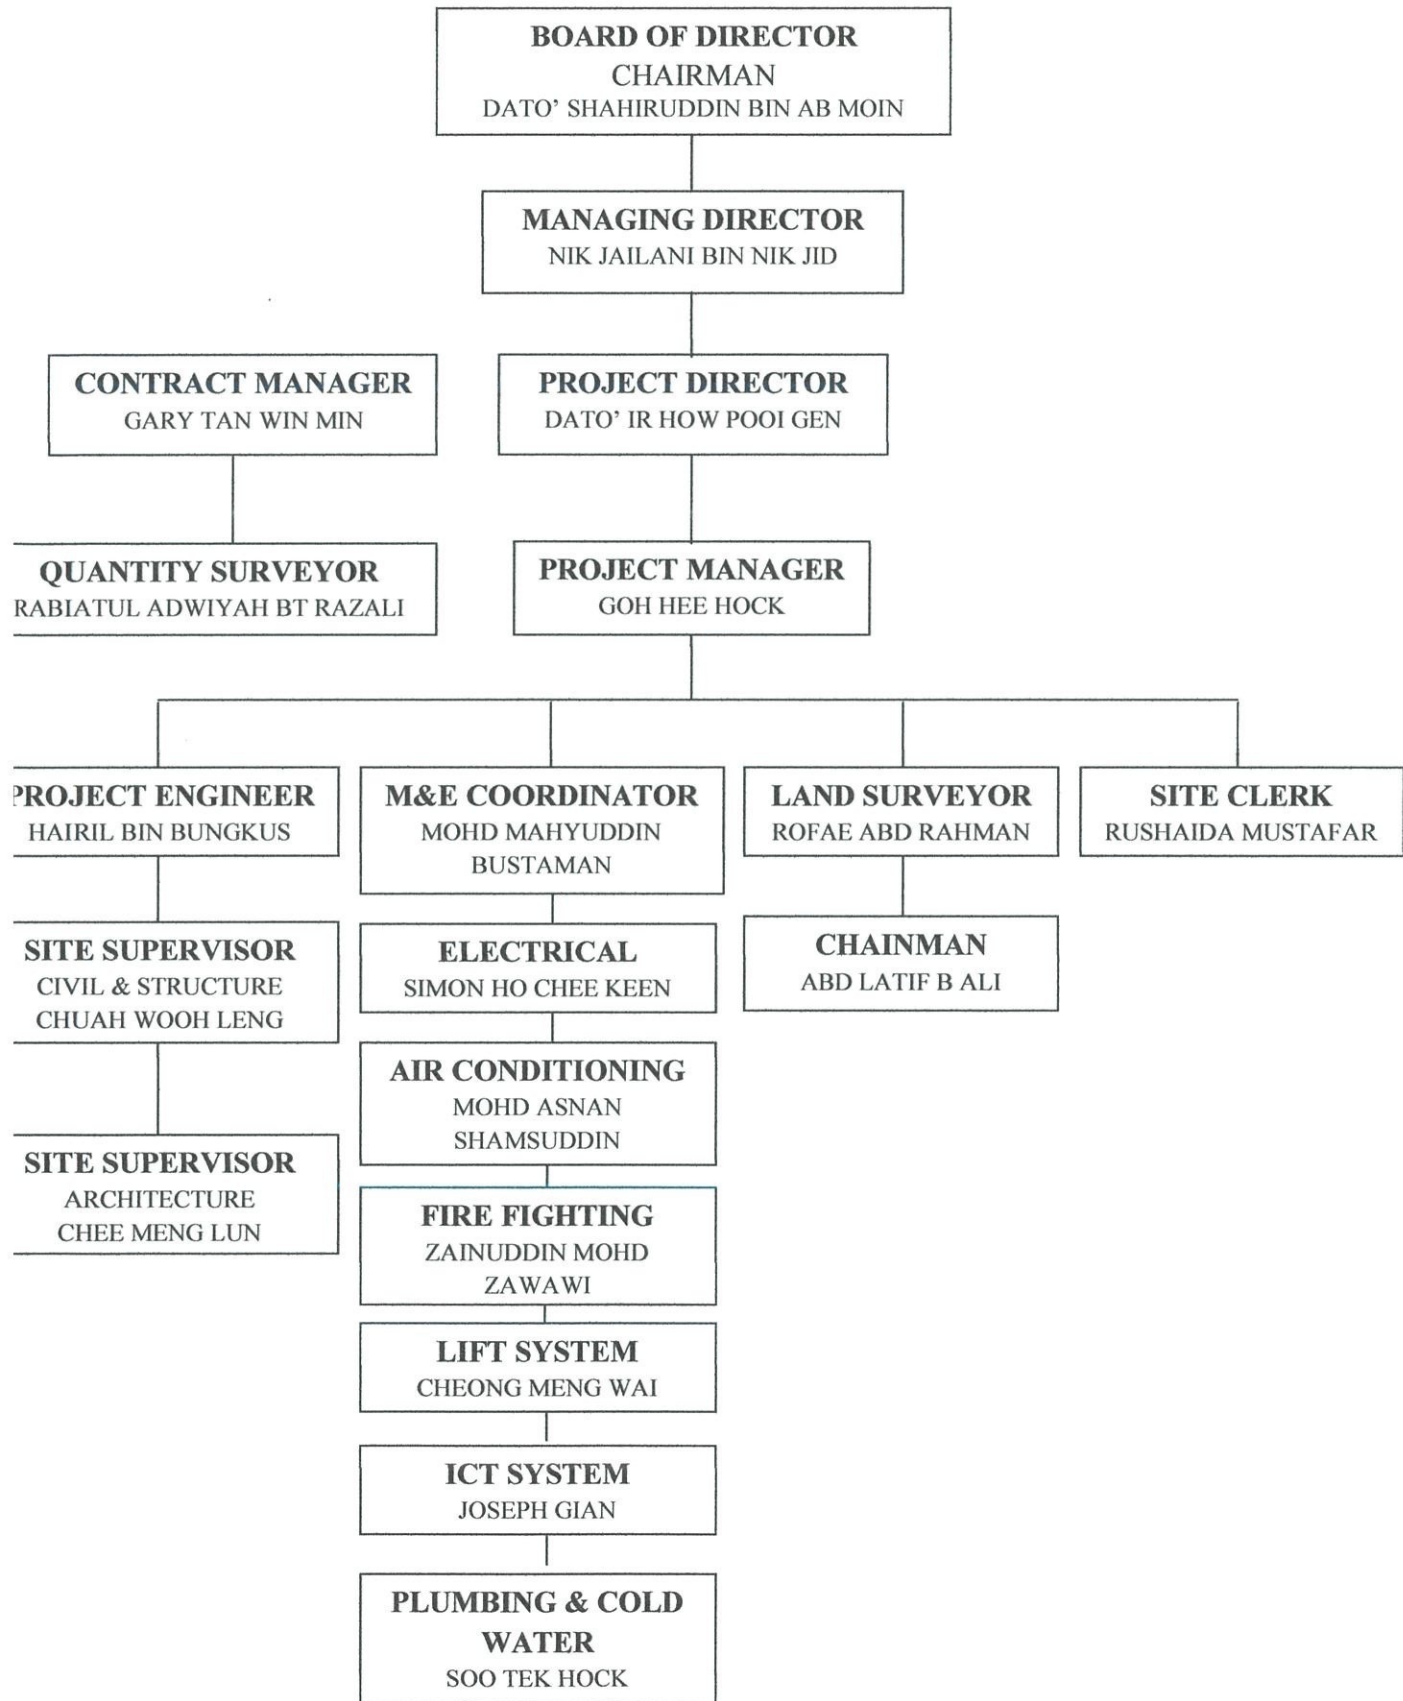 BOARD OF DIRECTOR
CHAIRMAN
DATO' SHAHIRUDDIN BIN AB MOIN
MANAGING DIRECTOR
NIK JAILANI BIN NIK JID
CONTRACT MANAGER
GARY TAN WIN MIN
PROJECT DIRECTOR
DATO' IR HOW POOI GEN
QUANTITY SURVEYOR
RABIATUL ADWIYAH BT RAZALI
PROJECT MANAGER
GOH HEE HOCK
PROJECT ENGINEER
HAIRIL BIN BUNGKUS
M&E COORDINATOR
MOHD MAHYUDDIN
BUSTAMAN
LAND SURVEYOR
ROFAE ABD RAHMAN
SITE CLERK
RUSHAIDA MUSTAFAR
SITE SUPERVISOR
CIVIL & STRUCTURE
CHUAH WOOH LENG
ELECTRICAL
SIMON HO CHEE KEEN
CHAINMAN
ABD LATIF B ALI
AIR CONDITIONING
MOHD ASNAN
SHAMSUDDIN
SITE SUPERVISOR
ARCHITECTURE
CHEE MENG LUN
FIRE FIGHTING
ZAINUDDIN MOHD
ZAWAWI
LIFT SYSTEM
CHEONG MENG WAI
ICT SYSTEM
JOSEPH GIAN
PLUMBING & COLD
WATER
SOO TEK HOCK